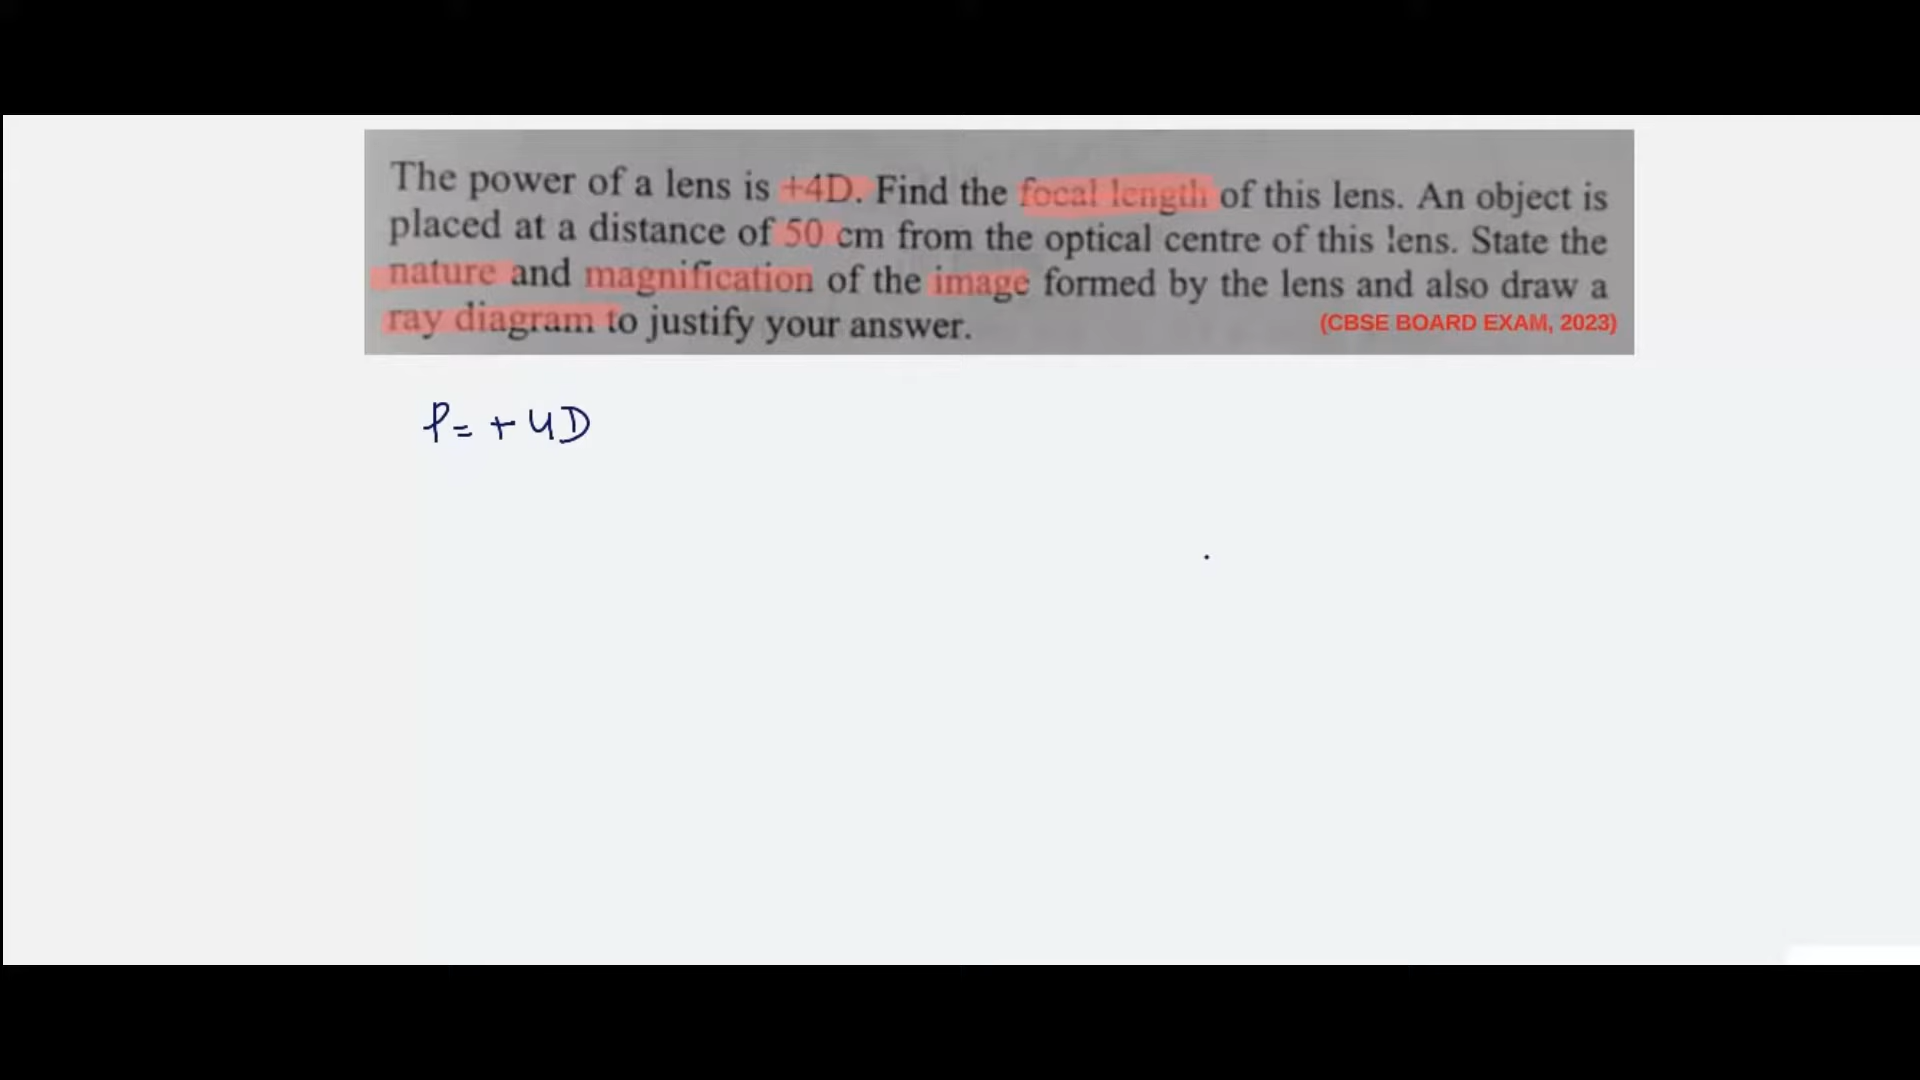 The power of a lens is +4D. Find the focal length of this lens. An object is
placed at a distance of 50 cm from the optical centre of this lens. State the
nature and magnification of the image formed by the lens and also draw a
ray diagram to justify your answer.
(CBSE BOARD EXAM, 2023)
P = + 4D